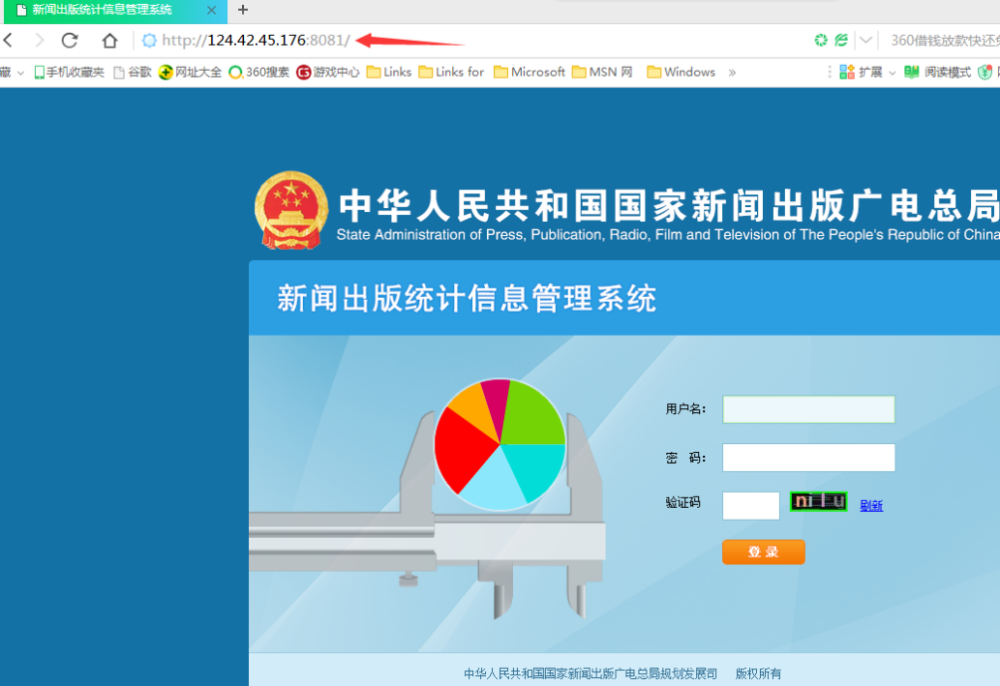 新闻出版统计信息管理系统
http://124.42.45.176:8081/
360借钱放款快还
藏 手机收藏夹 谷歌 网址大全 360搜索 游戏中心 Links Links for Microsoft MSN 网 Windows » 扩展 阅读模式
中华人民共和国国家新闻出版广电总局
State Administration of Press, Publication, Radio, Film and Television of The People's Republic of China
新闻出版统计信息管理系统
用户名：
密 码：
验证码 刷新
登 录
中华人民共和国国家新闻出版广电总局规划发展司 版权所有